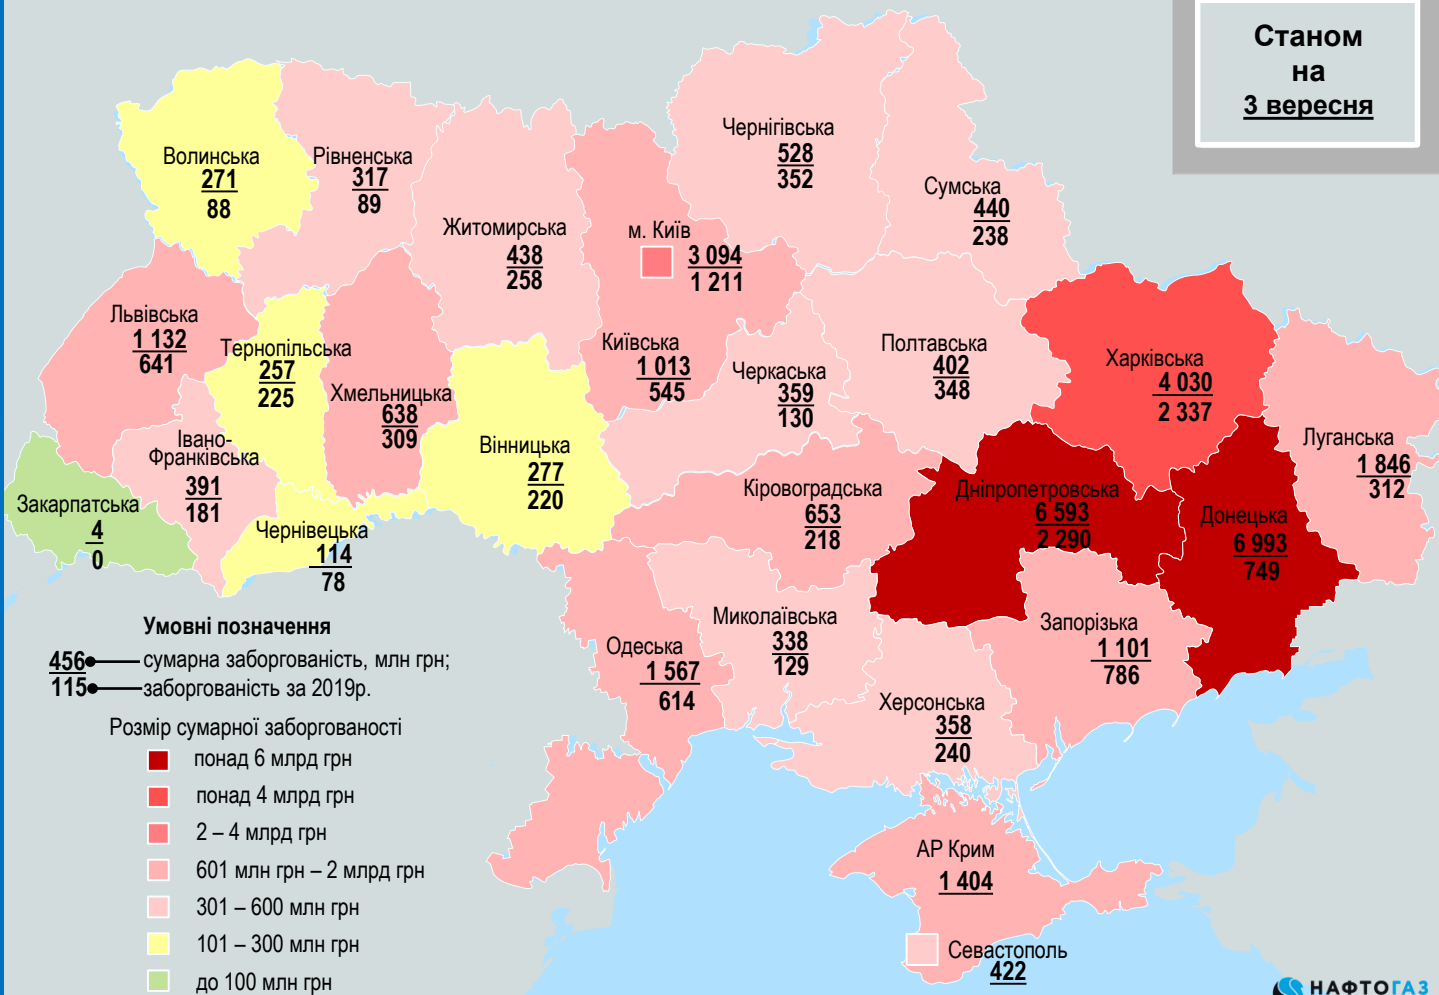 Станом
на
3 вересня
Волинська
271
88
Рівненська
317
89
Житомирська
438
258
м. Київ
3 094
1 211
Чернігівська
528
352
Сумська
440
238
Львівська
1 132
641
Тернопільська
257
225
Хмельницька
638
309
Київська
1 013
545
Черкаська
359
130
Полтавська
402
348
Харківська
4 030
2 337
Луганська
1 846
312
Івано-
Франківська
391
181
Закарпатська
4
0
Чернівецька
114
78
Вінницька
277
220
Кіровоградська
653
218
Дніпропетровська
6 593
2 290
Донецька
6 993
749
Одеська
1 567
614
Миколаївська
338
129
Запорізька
1 101
786
Херсонська
358
240
АР Крим
1 404
Севастополь
422
Умовні позначення
456 сумарна заборгованість, млн грн;
115 заборгованість за 2019р.
Розмір сумарної заборгованості
понад 6 млрд грн
понад 4 млрд грн
2 – 4 млрд грн
601 млн грн – 2 млрд грн
301 – 600 млн грн
101 – 300 млн грн
до 100 млн грн
НАФТОГАЗ